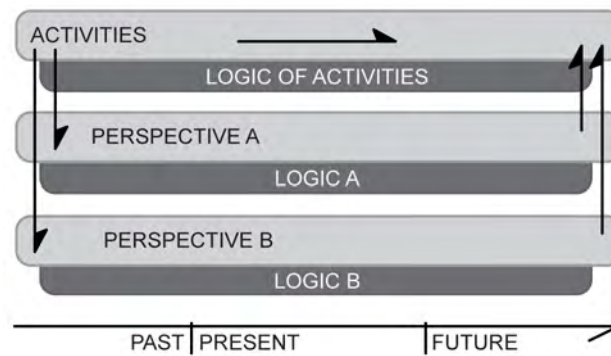 ACTIVITIES
LOGIC OF ACTIVITIES
PERSPECTIVE A
LOGIC A
PERSPECTIVE B
LOGIC B
PAST PRESENT FUTURE